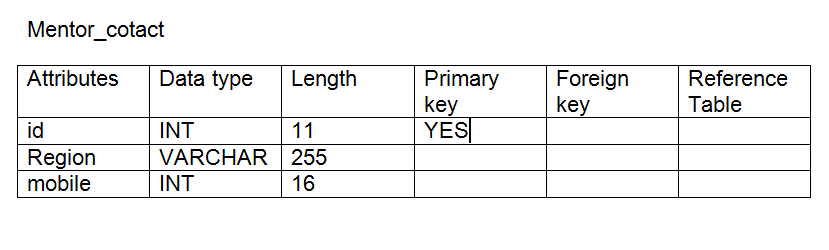 Mentor_cotact
Attributes Data type Length Primary key Foreign key Reference Table
id INT 11 YES
Region VARCHAR 255
mobile INT 16